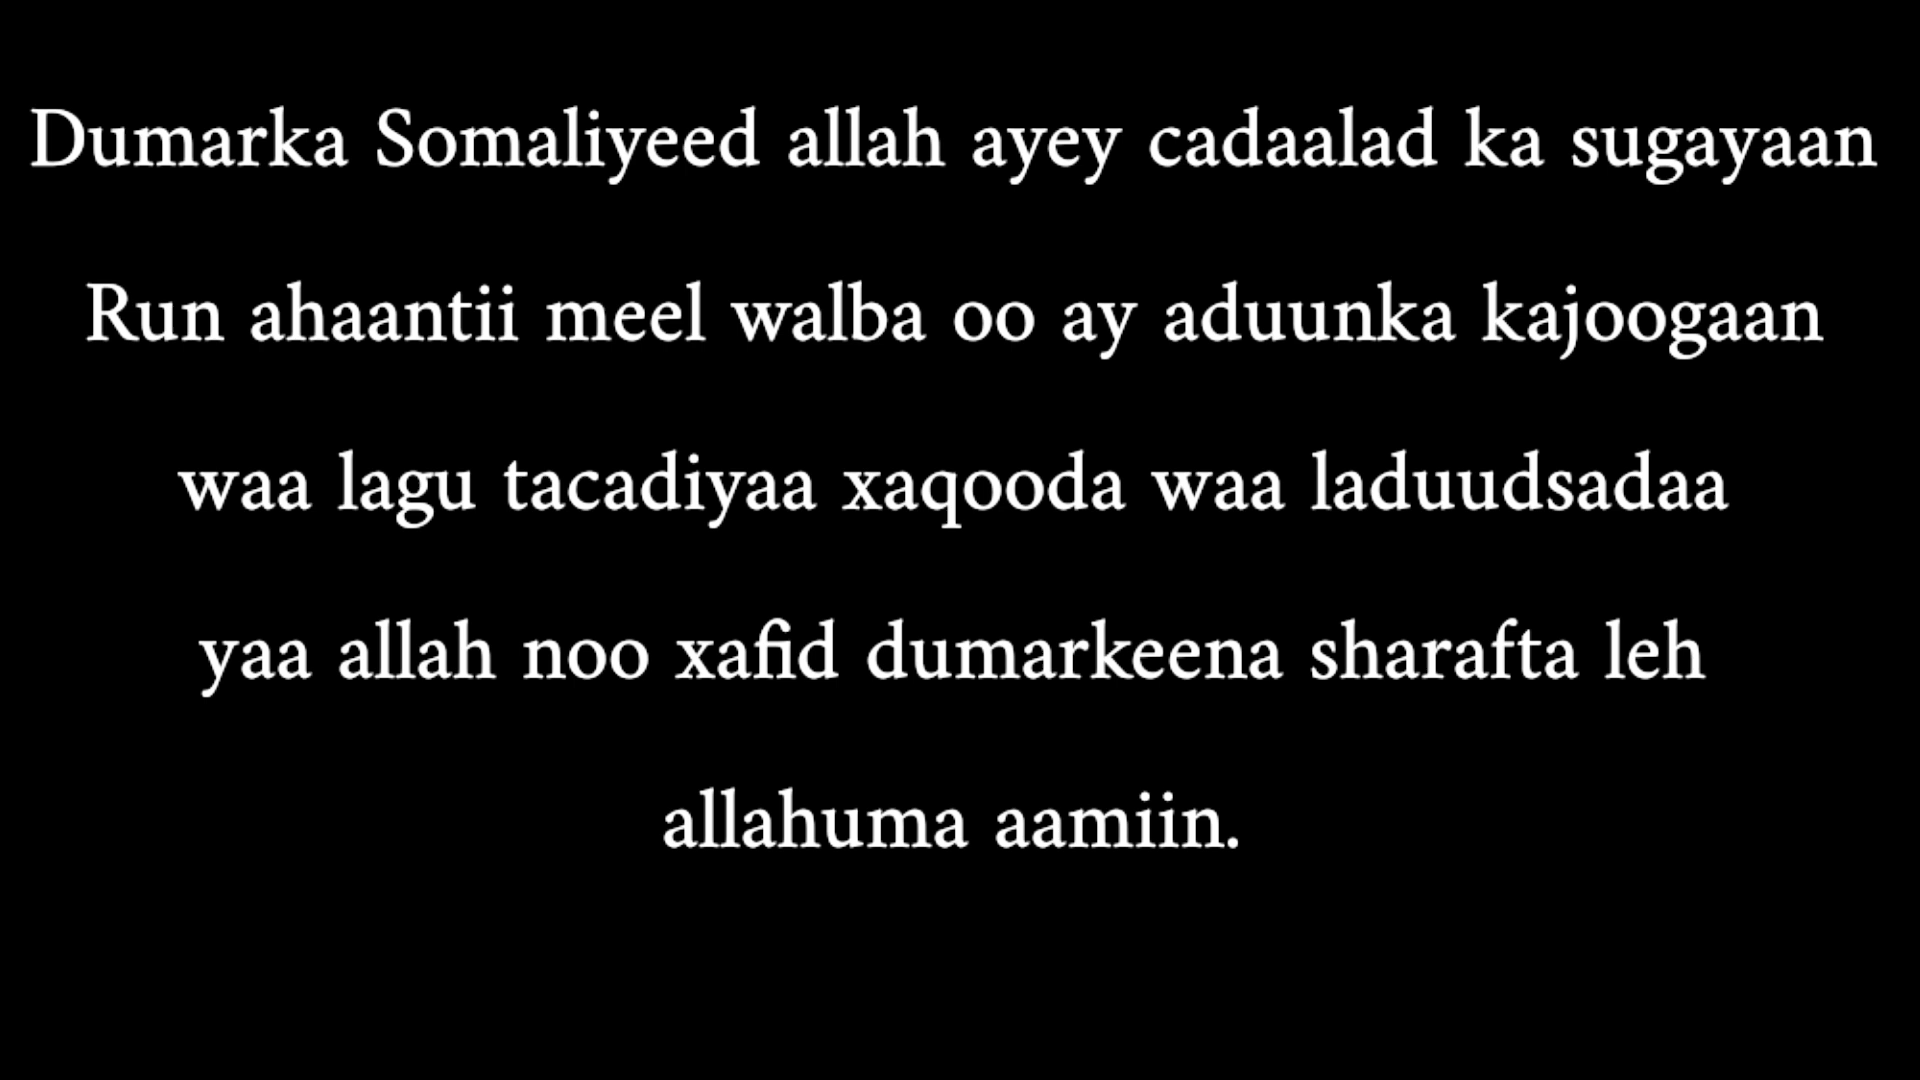 Dumarka Somaliyeed allah ayey cadaalad ka sugayaan
Run ahaantii meel walba oo ay aduunka kajoogaan
waa lagu tacadiyaa xaqooda waa laduudsadaa
yaa allah noo xafid dumarkeena sharafta leh
allahuma aamiin.